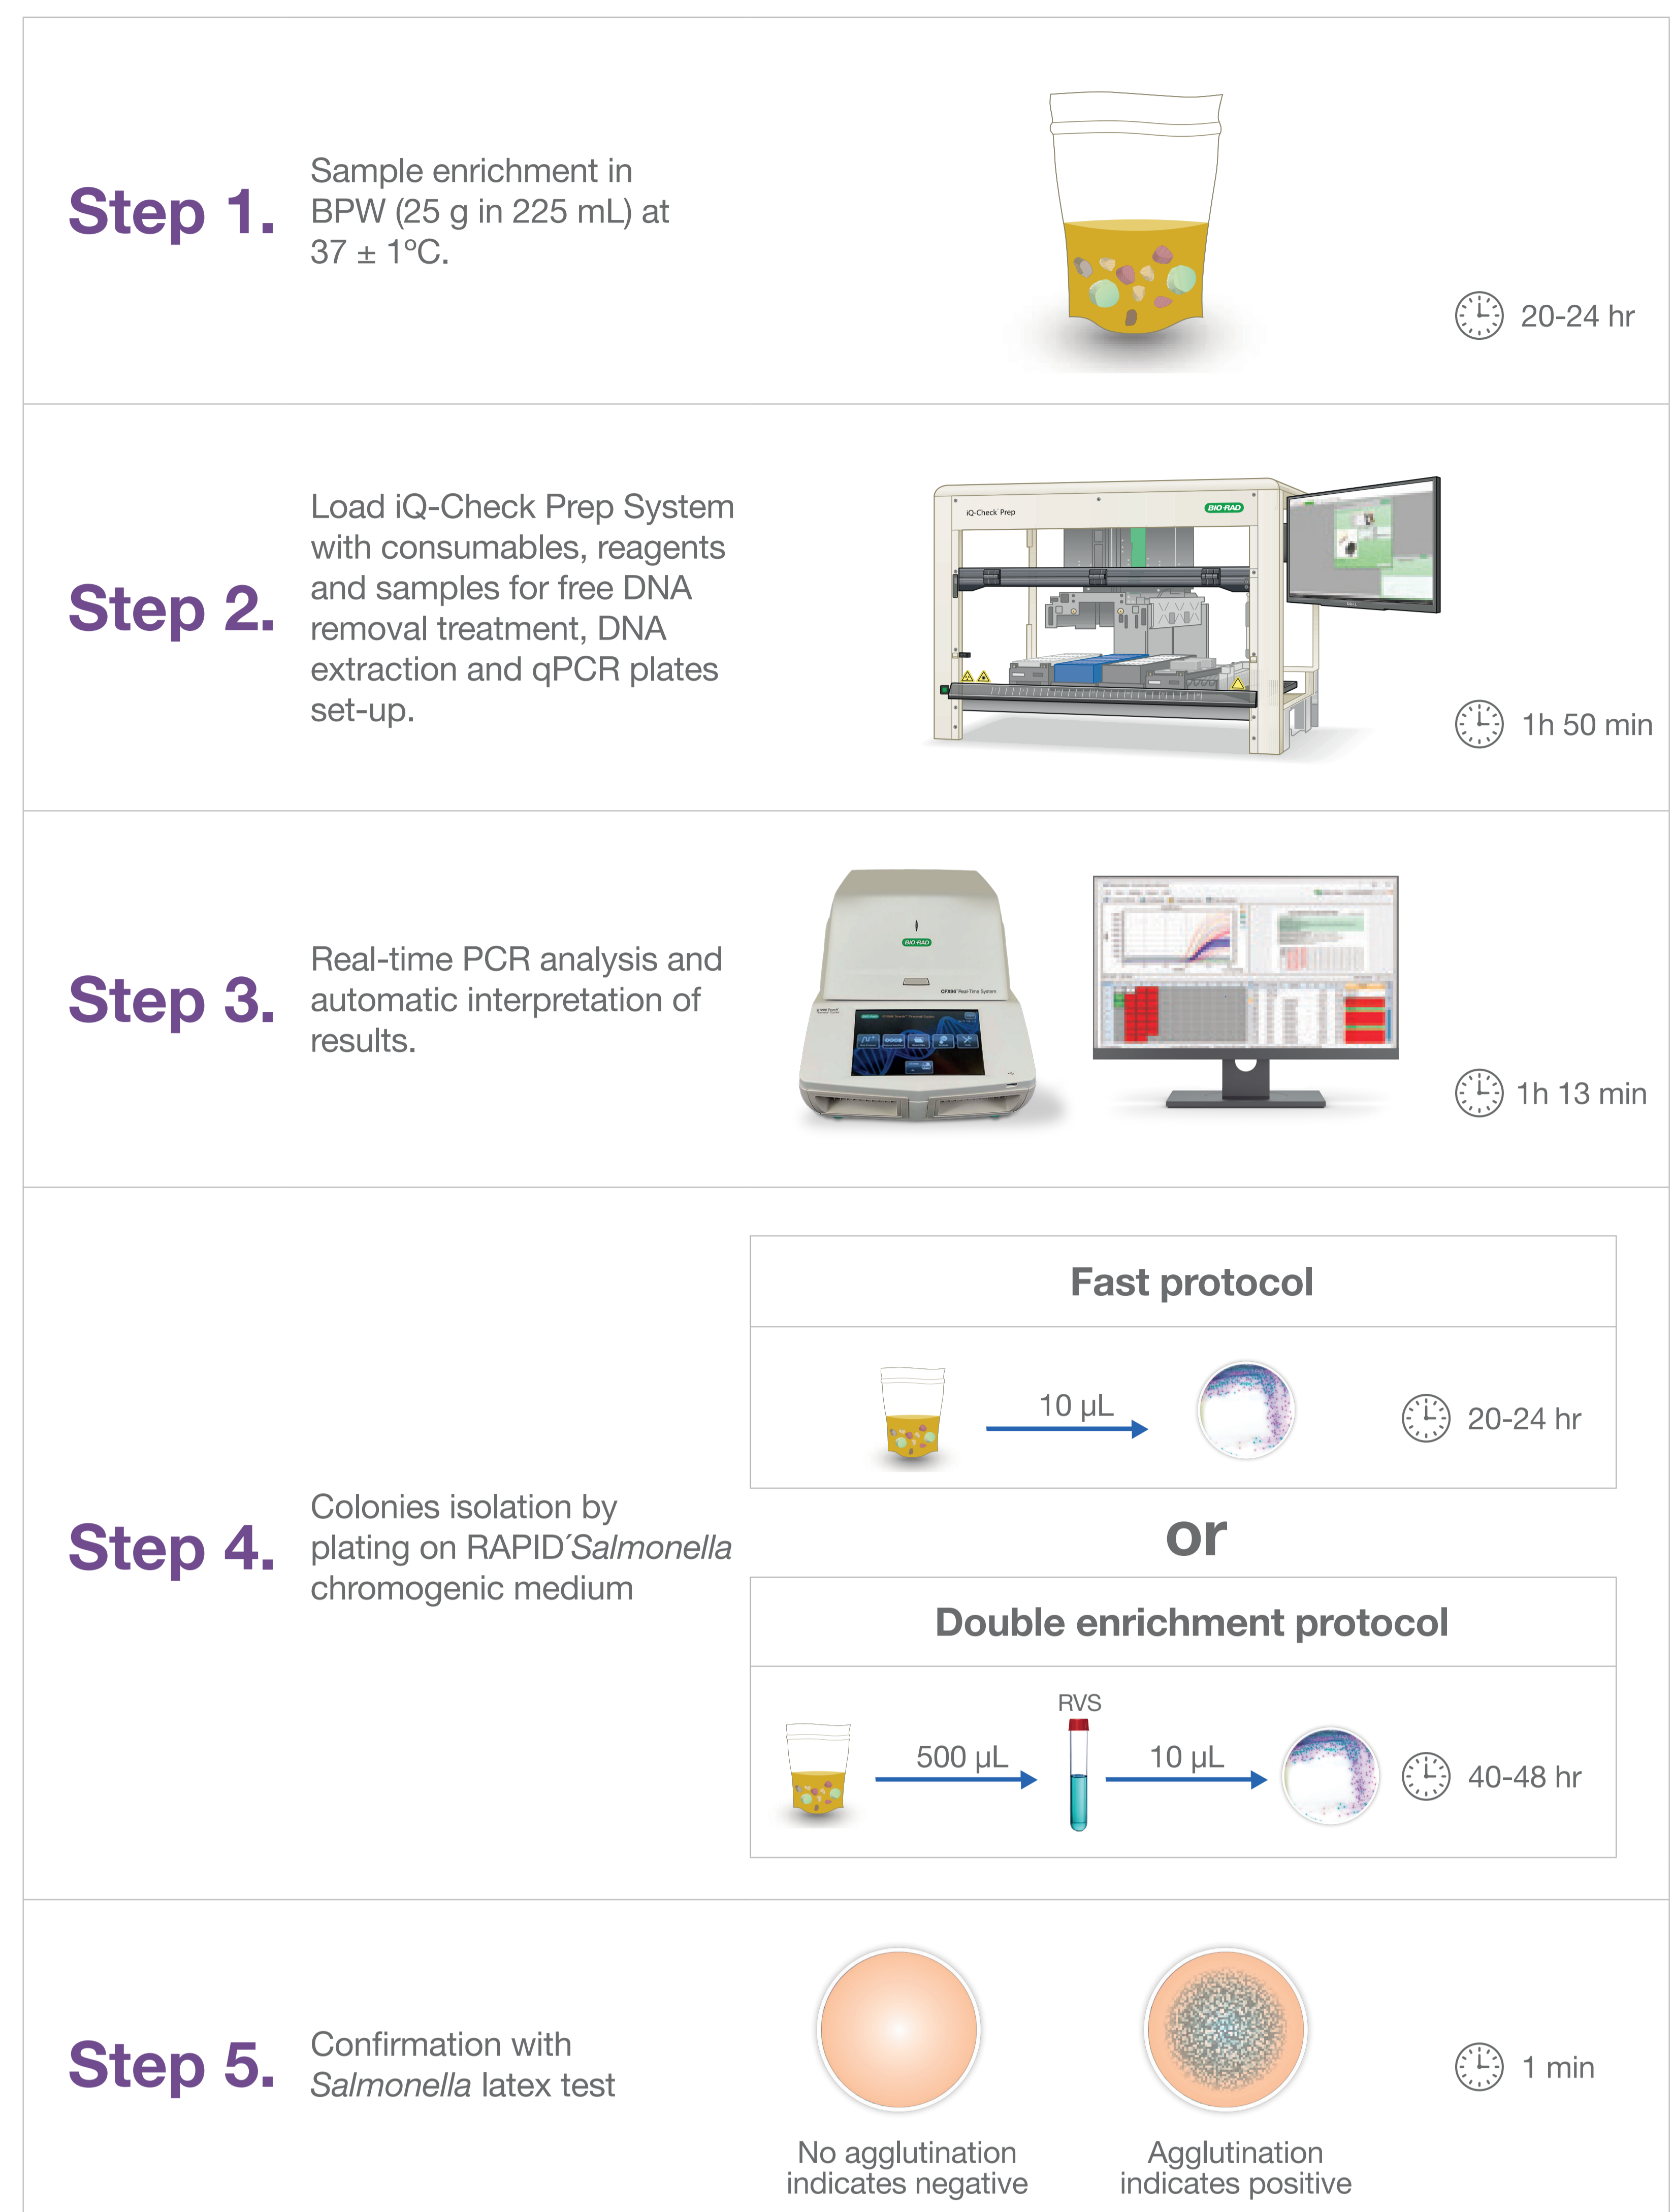 Step 1.
Sample enrichment in
BPW (25 g in 225 mL) at
37 ± 1ºC.
20-24 hr
Step 2.
Load iQ-Check Prep System
with consumables, reagents
and samples for free DNA
removal treatment, DNA
extraction and qPCR plates
set-up.
iQ-Check Prep
BIO-RAD
1h 50 min
Step 3.
Real-time PCR analysis and
automatic interpretation of
results.
BIO-RAD
CFX96 Real-Time System
1h 13 min
Step 4.
Colonies isolation by
plating on RAPID´Salmonella
chromogenic medium
Fast protocol
10 µL
20-24 hr
or
Double enrichment protocol
500 µL
RVS
10 µL
40-48 hr
Step 5.
Confirmation with
Salmonella latex test
No agglutination
indicates negative
Agglutination
indicates positive
1 min